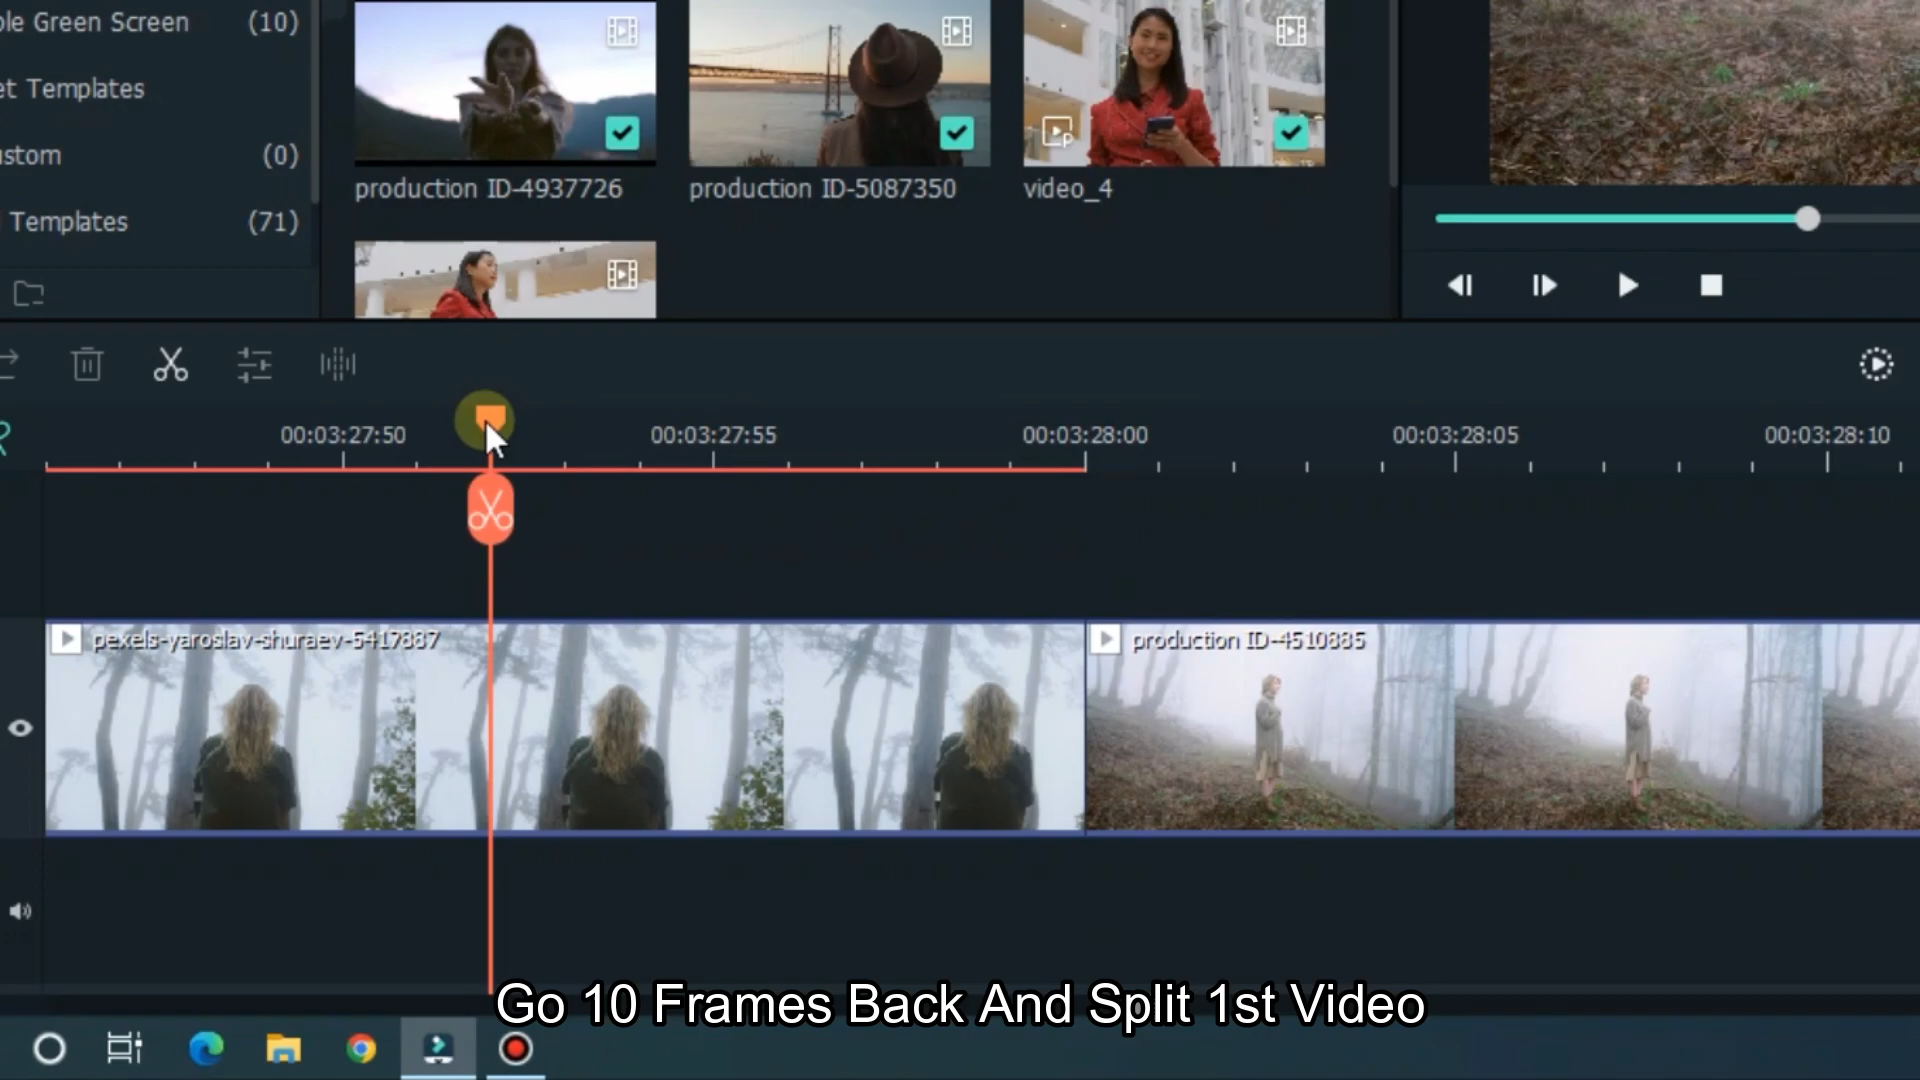 ole Green Screen (10)
et Templates
ustom (0)
Templates (71)
production ID-4937726
production ID-5087350
video_4
00:03:27:50
00:03:27:55
00:03:28:00
00:03:28:05
00:03:28:10
pexels-yaroslav-shuraev-5417887
production ID-4510885
Go 10 Frames Back And Split 1st Video